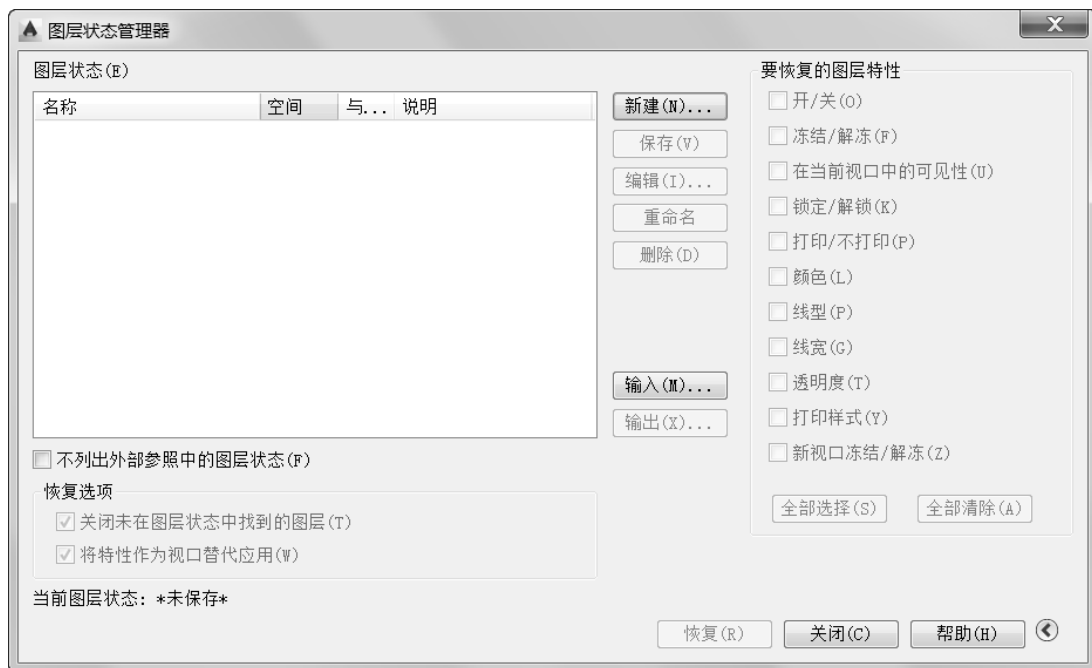 图层状态管理器
图层状态(E)
名称 空间 与... 说明
新建(N)...
保存(V)
编辑(I)...
重命名
删除(D)
输入(M)...
输出(X)...
不列出外部参照中的图层状态(F)
恢复选项
关闭未在图层状态中找到的图层(T)
将特性作为视口替代应用(W)
当前图层状态: *未保存*
要恢复的图层特性
开/关(O)
冻结/解冻(F)
在当前视口中的可见性(U)
锁定/解锁(K)
打印/不打印(P)
颜色(L)
线型(P)
线宽(G)
透明度(T)
打印样式(Y)
新视口冻结/解冻(Z)
全部选择(S) 全部清除(A)
恢复(R) 关闭(C) 帮助(H)